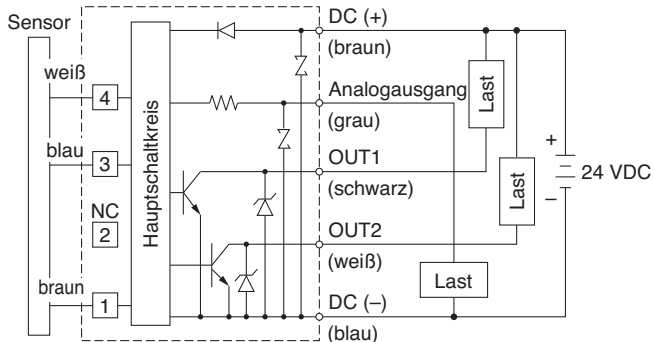 Sensor
weiß
4
blau
3
NC
2
braun
1
Hauptschaltkreis
DC (+)
(braun)
Analogausgang
(grau)
OUT1
(schwarz)
OUT2
(weiß)
DC (–)
(blau)
Last
Last
Last
+
24 VDC
–